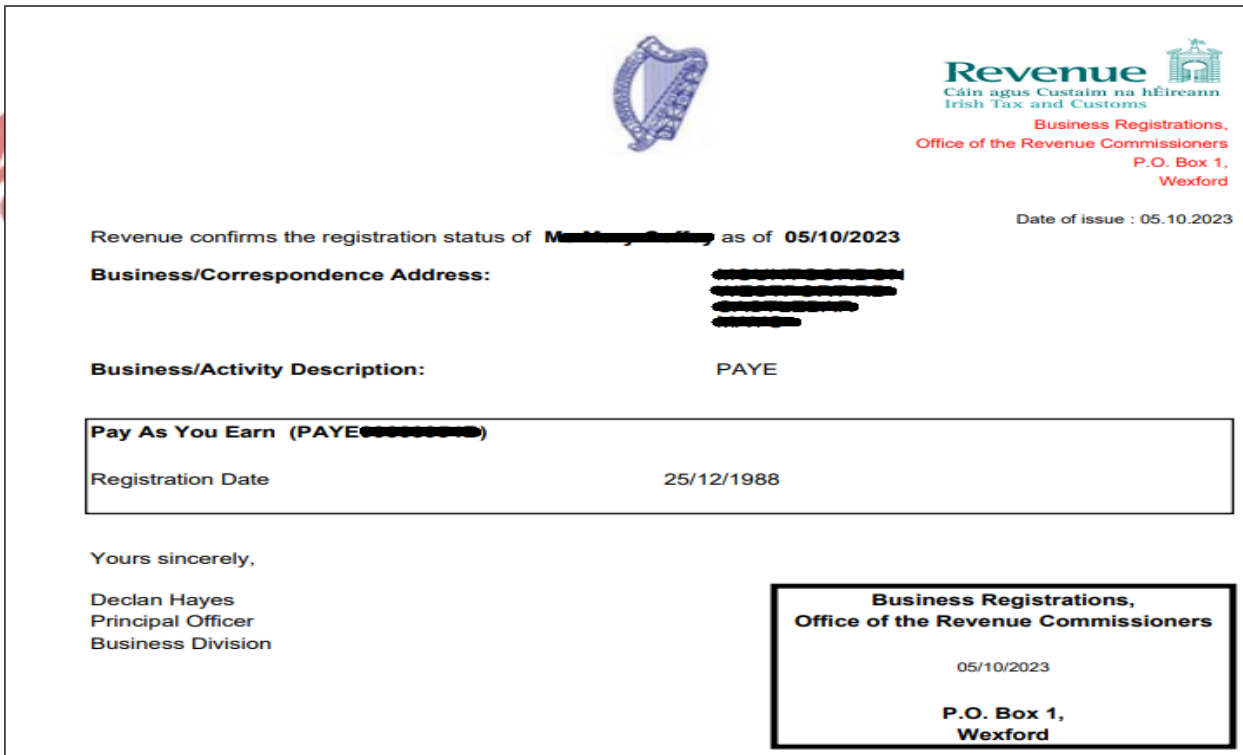 Revenue
Cáin agus Custaim na hÉireann
Irish Tax and Customs
Business Registrations,
Office of the Revenue Commissioners
P.O. Box 1,
Wexford
Date of issue : 05.10.2023
Revenue confirms the registration status of as of 05/10/2023
Business/Correspondence Address:
Business/Activity Description: PAYE
Pay As You Earn (PAYE )
Registration Date 25/12/1988
Yours sincerely,
Declan Hayes
Principal Officer
Business Division
Business Registrations,
Office of the Revenue Commissioners
05/10/2023
P.O. Box 1,
Wexford